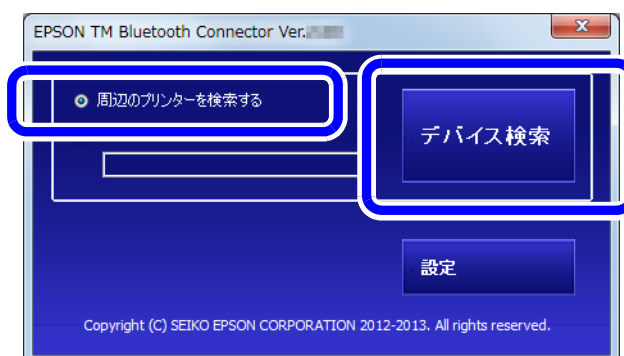 EPSON TM Bluetooth Connector Ver.
周辺のプリンターを検索する
デバイス検索
設定
Copyright (C) SEIKO EPSON CORPORATION 2012-2013. All rights reserved.